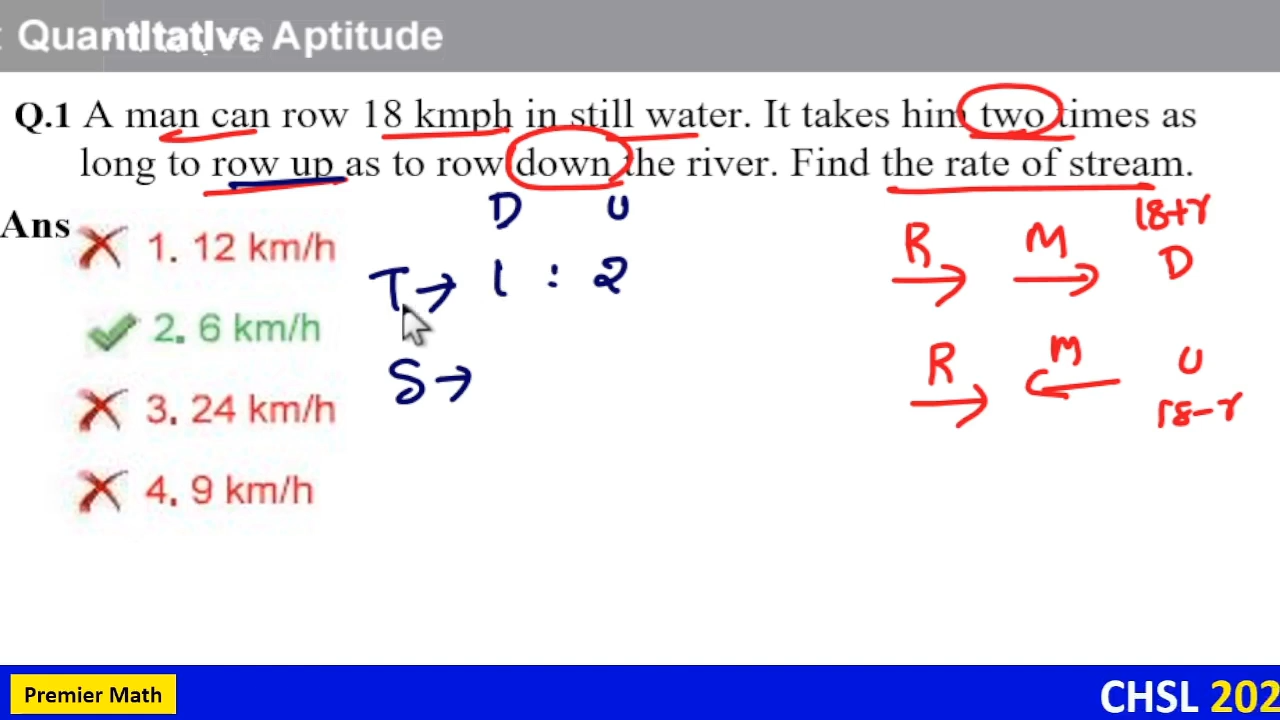 : Quantitative Aptitude
Q.1 A man can row 18 kmph in still water. It takes him two times as
long to row up as to row down the river. Find the rate of stream.
Ans
1. 12 km/h
2. 6 km/h
3. 24 km/h
4. 9 km/h
D U
T → 1 : 2
S →
R M 18+r
D
R M U
18-r
Premier Math
CHSL 202